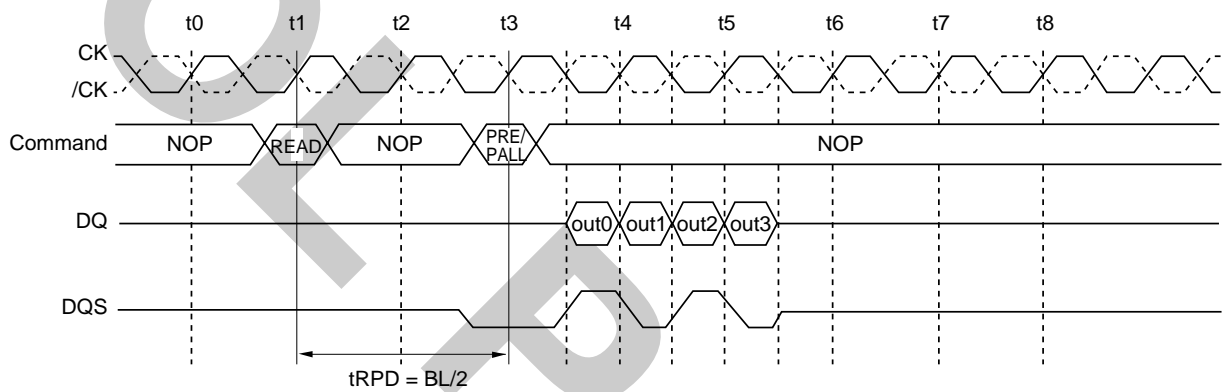 t0 t1 t2 t3 t4 t5 t6 t7 t8
CK
/CK
Command NOP READ NOP PRE/ PALL NOP
DQ out0 out1 out2 out3
DQS
tRPD = BL/2